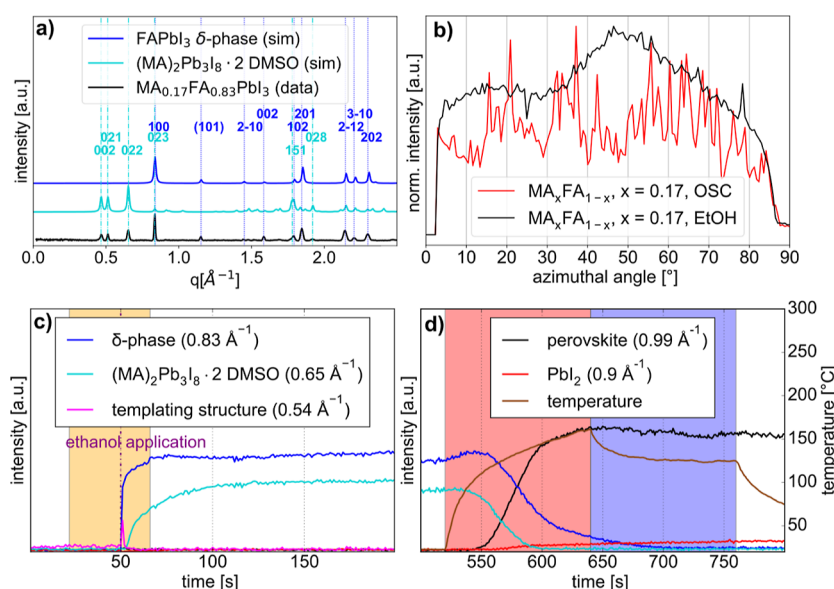 a)
FAPbI₃ δ-phase (sim)
(MA)₂Pb₃I₈ · 2 DMSO (sim)
MA₀.₁₇FA₀.₈₃PbI₃ (data)
002 201 3-10
021 100 (101) 2-10 102 2-12 202
002 022 023 151 028
intensity [a.u.]
0.0 0.5 1.0 1.5 2.0
q[Å⁻¹]
b)
norm. intensity [a.u.]
MAₓFA₁₋ₓ, x = 0.17, OSC
MAₓFA₁₋ₓ, x = 0.17, EtOH
0 10 20 30 40 50 60 70 80 90
azimuthal angle [°]
c)
δ-phase (0.83 Å⁻¹)
(MA)₂Pb₃I₈ · 2 DMSO (0.65 Å⁻¹)
templating structure (0.54 Å⁻¹)
ethanol application
intensity [a.u.]
50 100 150
time [s]
d)
perovskite (0.99 Å⁻¹)
PbI₂ (0.9 Å⁻¹)
temperature
intensity [a.u.]
550 600 650 700 750
time [s]
300
250
200
150
100
50
temperature [°C]